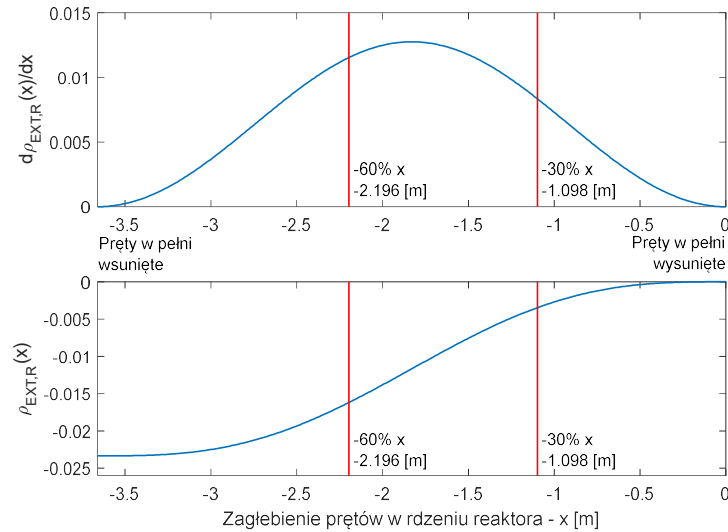 0.015
0.01
0.005
0
dρEXT,R(x)/dx
-60% x
-2.196 [m]
-30% x
-1.098 [m]
-3.5 -3 -2.5 -2 -1.5 -1 -0.5 0
Pręty w pełni
wsunięte
Pręty w pełni
wysunięte
0
-0.005
-0.01
-0.015
-0.02
-0.025
ρEXT,R(x)
-60% x
-2.196 [m]
-30% x
-1.098 [m]
-3.5 -3 -2.5 -2 -1.5 -1 -0.5 0
Zagłebienie prętów w rdzeniu reaktora - x [m]